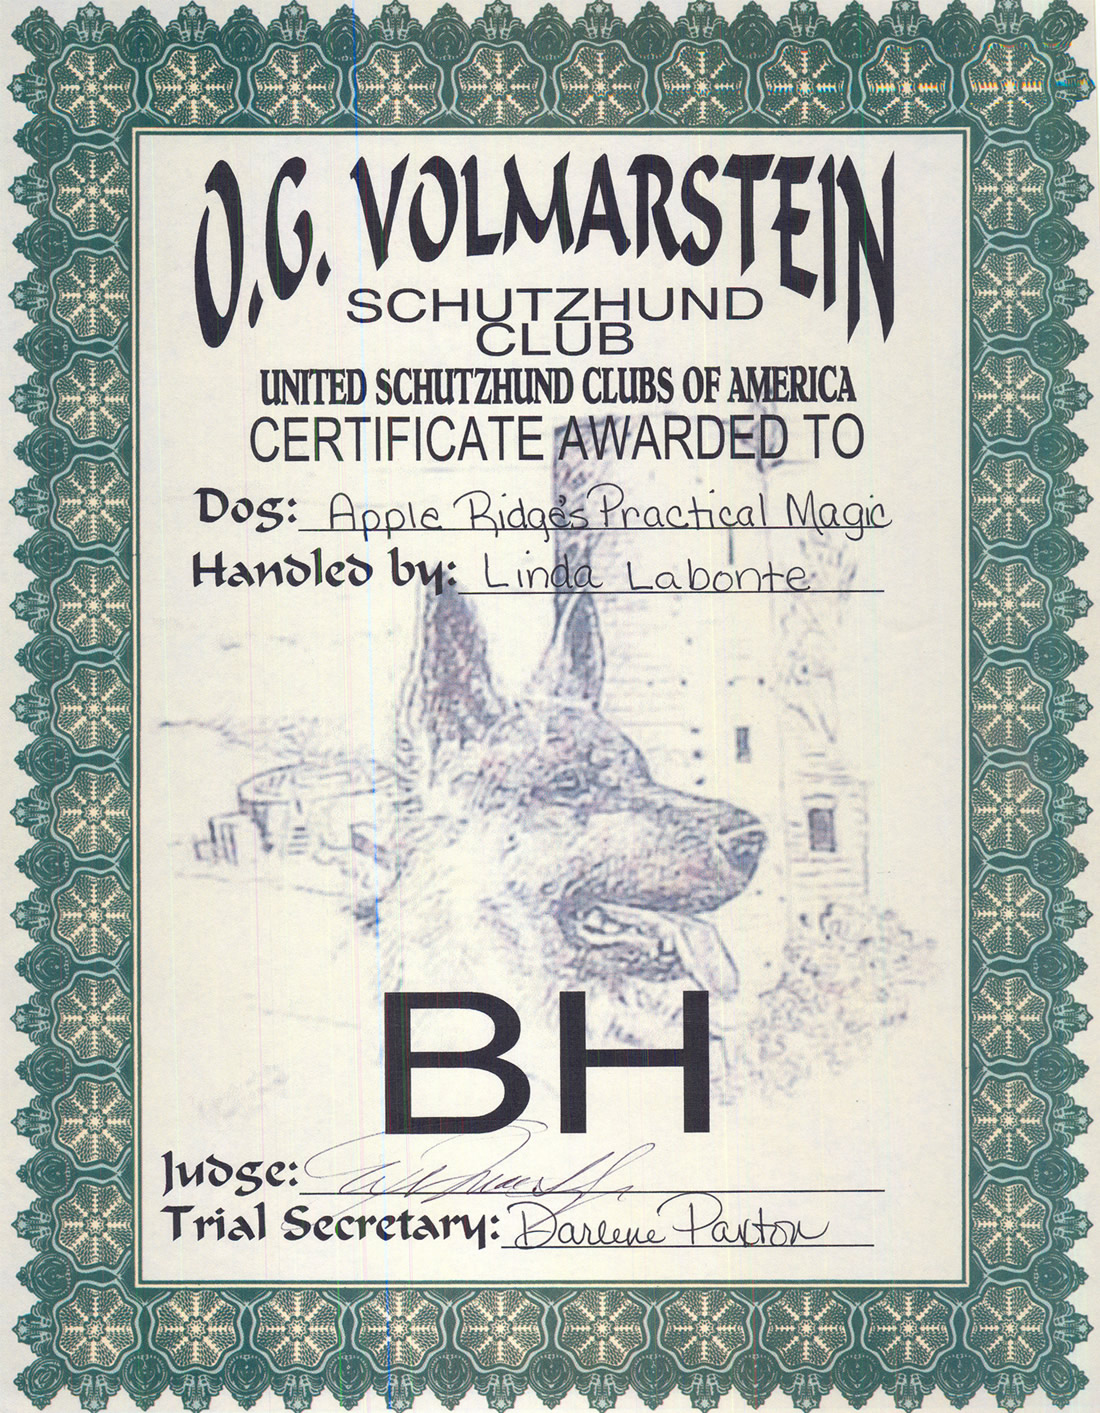 O.G. VOLMARSTEIN
SCHUTZHUND
CLUB
UNITED SCHUTZHUND CLUBS OF AMERICA
CERTIFICATE AWARDED TO
Dog: Apple Ridge's Practical Magic
Handled by: Linda Labonte
BH
Judge:
Trial Secretary: Darlene Paxton